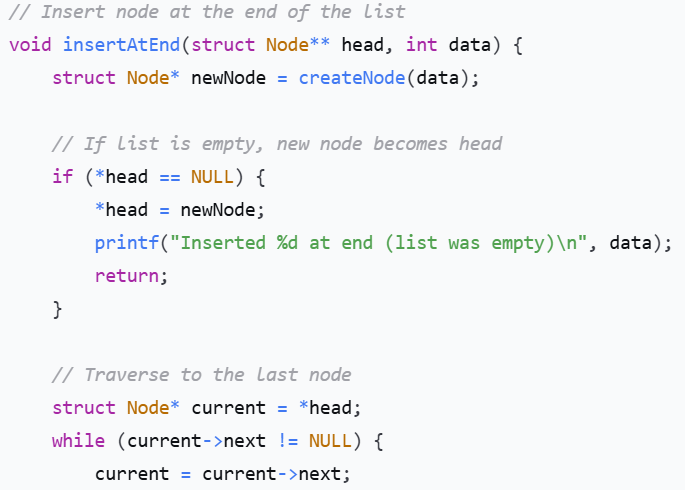 // Insert node at the end of the list
void insertAtEnd(struct Node** head, int data) {
    struct Node* newNode = createNode(data);

    // If list is empty, new node becomes head
    if (*head == NULL) {
        *head = newNode;
        printf("Inserted %d at end (list was empty)\n", data);
        return;
    }

    // Traverse to the last node
    struct Node* current = *head;
    while (current->next != NULL) {
        current = current->next;